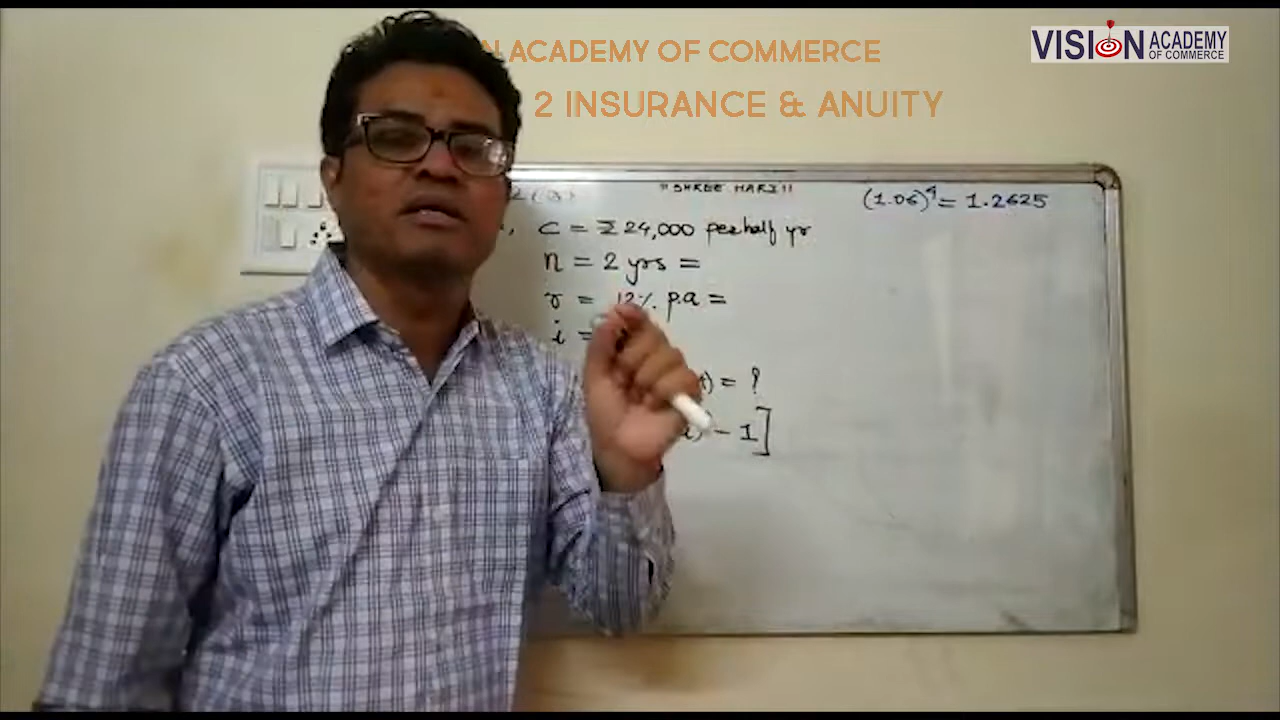 ACADEMY OF COMMERCE
VISION ACADEMY OF COMMERCE
2 INSURANCE & ANUITY
"SHREE HARI"
(1.06)⁴ = 1.2625
C = ₹24,000 per half yr
n = 2 yrs =
r = 12% p.a =
i =
) = ?
) - 1]